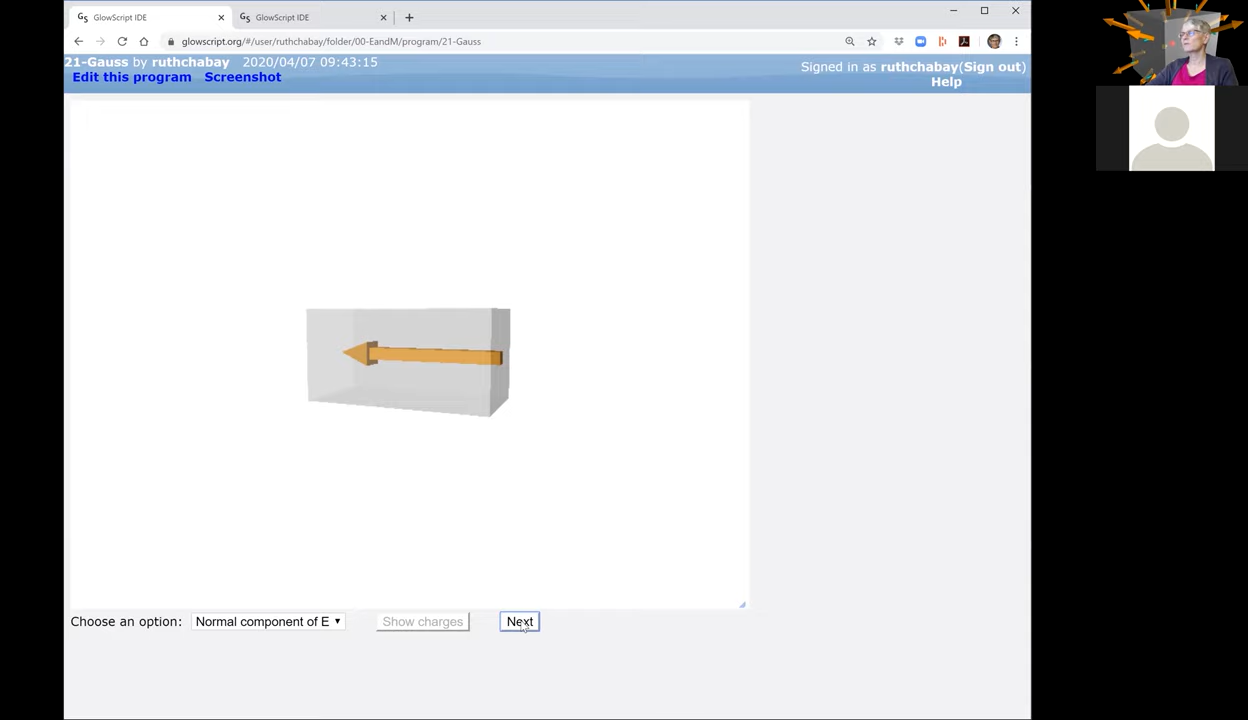 GlowScript IDE
GlowScript IDE
glowscript.org/#/user/ruthchabay/folder/00-EandM/program/21-Gauss
21-Gauss by ruthchabay 2020/04/07 09:43:15
Signed in as ruthchabay(Sign out)
Edit this program Screenshot
Help
Choose an option: Normal component of E Show charges Next